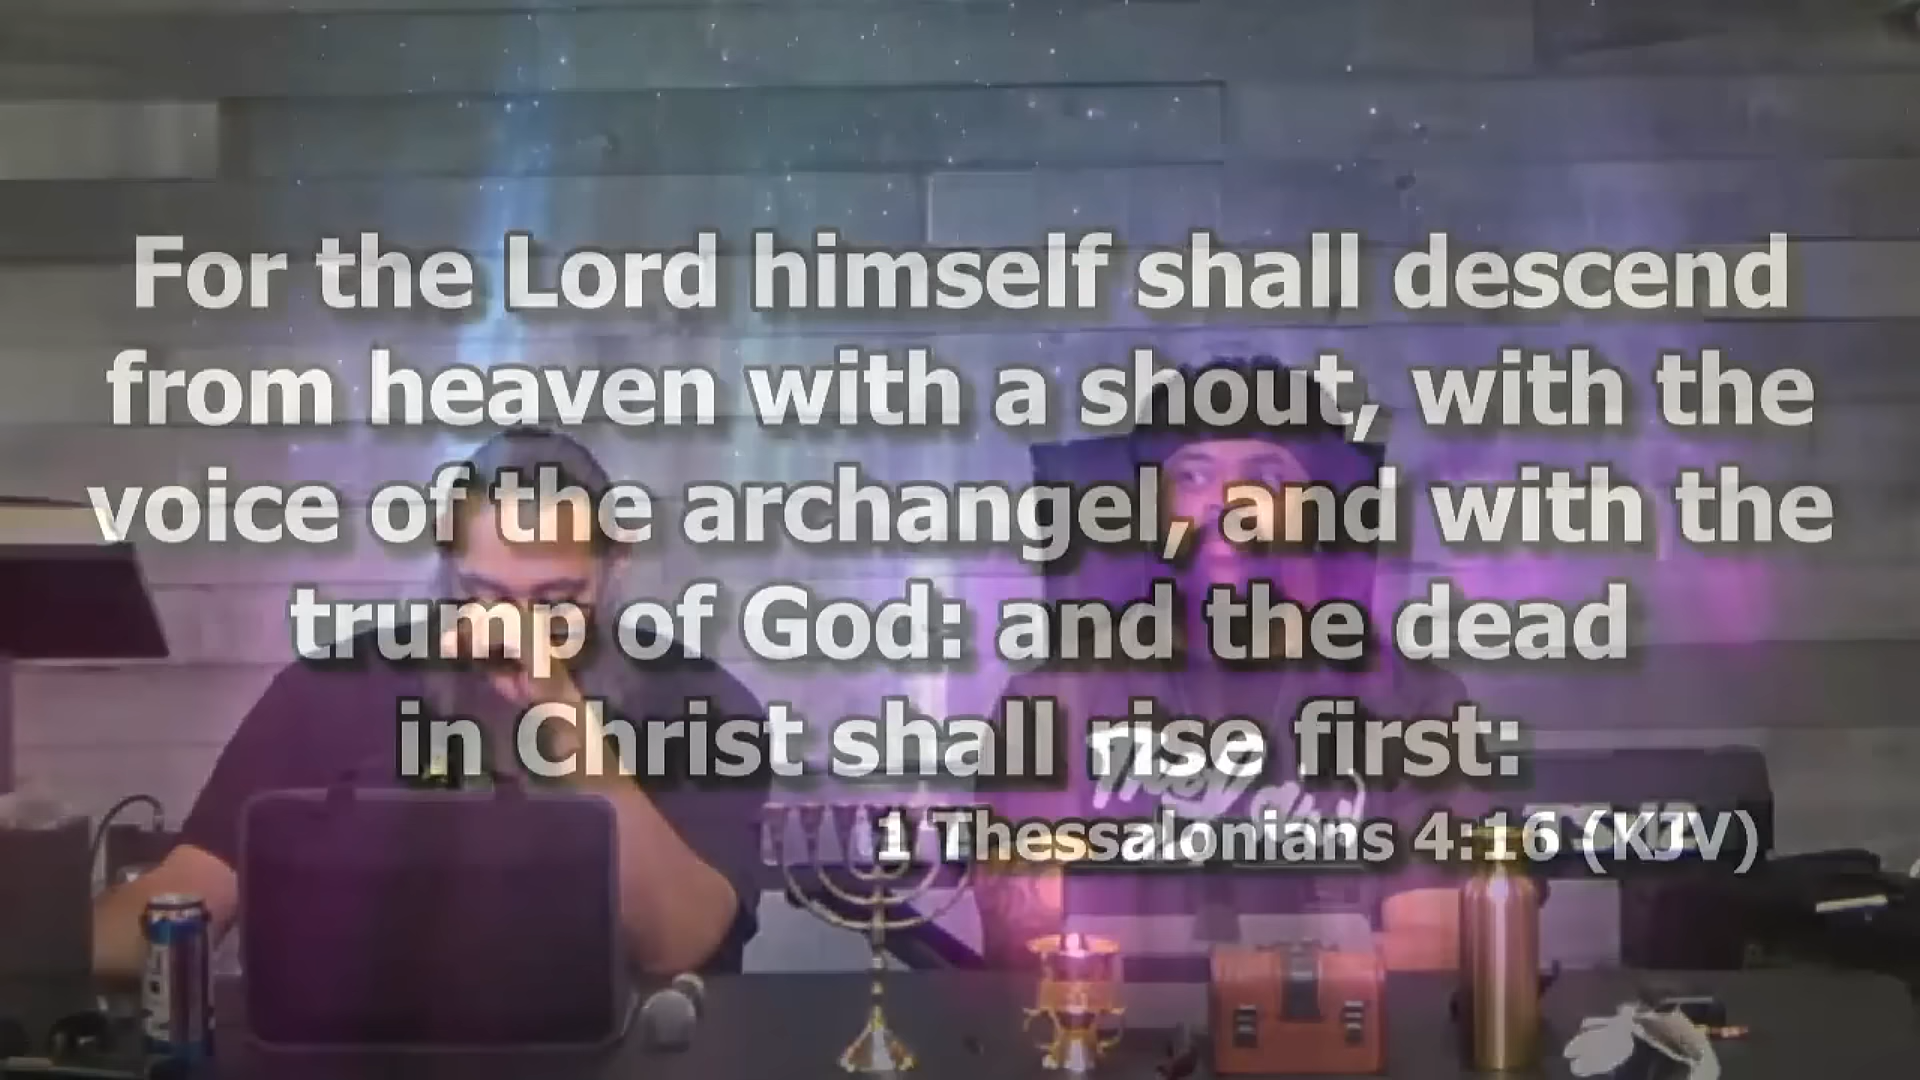 For the Lord himself shall descend
from heaven with a shout, with the
voice of the archangel, and with the
trump of God: and the dead
in Christ shall rise first:
1 Thessalonians 4:16 (KJV)